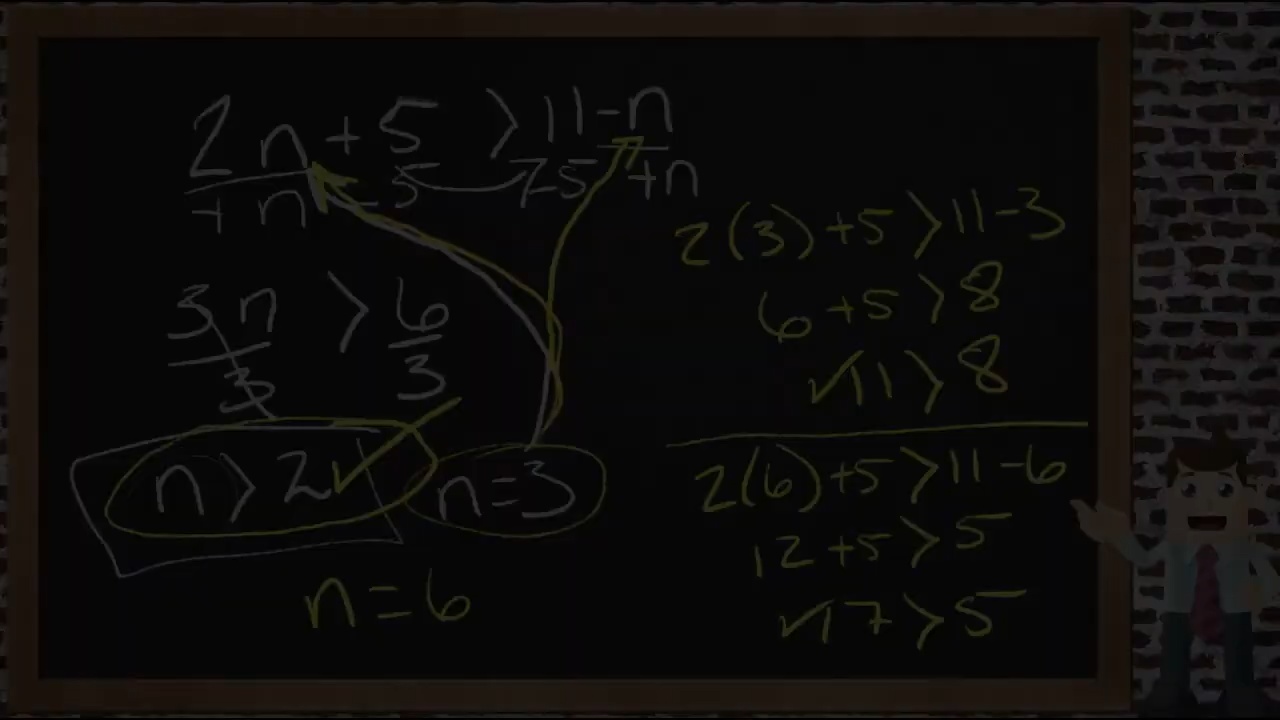 2n + 5 > 11 - n
+ n - 5 - 5 + n
3n > 6
3 3
n > 2
n = 3
n = 6
2(3) + 5 > 11 - 3
6 + 5 > 8
✓11 > 8
2(6) + 5 > 11 - 6
12 + 5 > 5
✓17 > 5